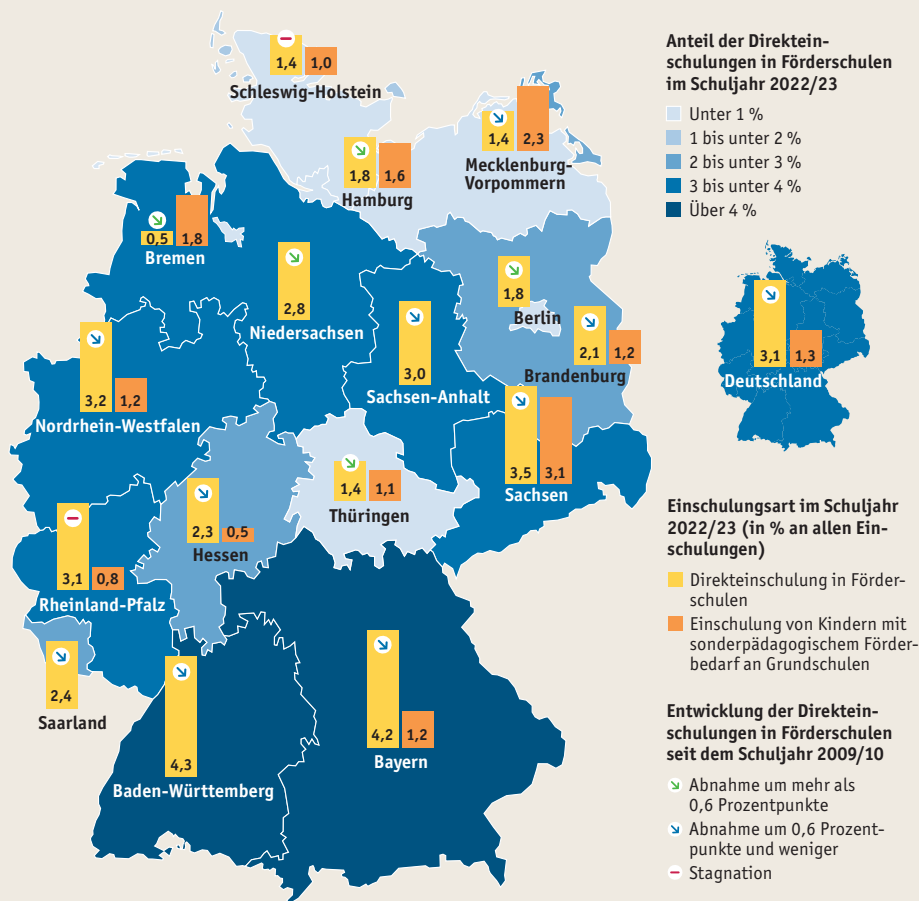 Anteil der Direktein-
schulungen in Förderschulen
im Schuljahr 2022/23
Unter 1 %
1 bis unter 2 %
2 bis unter 3 %
3 bis unter 4 %
Über 4 %
1,4 1,0
Schleswig-Holstein
1,8 1,6
Hamburg
1,4 2,3
Mecklenburg-
Vorpommern
0,5 1,8
Bremen
2,8
Niedersachsen
1,8
Berlin
2,1 1,2
Brandenburg
3,0
Sachsen-Anhalt
3,2 1,2
Nordrhein-Westfalen
3,5 3,1
Sachsen
1,4 1,1
Thüringen
2,3 0,5
Hessen
3,1 0,8
Rheinland-Pfalz
2,4
Saarland
4,3
Baden-Württemberg
4,2 1,2
Bayern
3,1 1,3
Deutschland
Einschulungsart im Schuljahr
2022/23 (in % an allen Ein-
schulungen)
Direkteinschulung in Förder-
schulen
Einschulung von Kindern mit
sonderpädagogischem Förder-
bedarf an Grundschulen
Entwicklung der Direktein-
schulungen in Förderschulen
seit dem Schuljahr 2009/10
Abnahme um mehr als
0,6 Prozentpunkte
Abnahme um 0,6 Prozent-
punkte und weniger
Stagnation